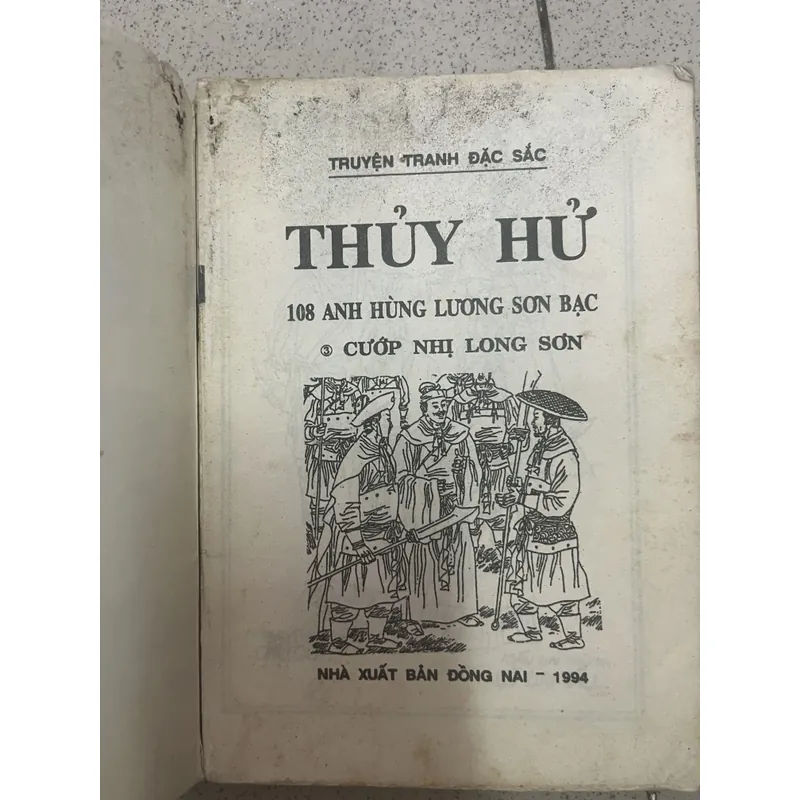 TRUYỆN TRANH ĐẶC SẮC
THỦY HỬ
108 ANH HÙNG LƯƠNG SƠN BẠC
③ CƯỚP NHỊ LONG SƠN
NHÀ XUẤT BẢN ĐỒNG NAI - 1994